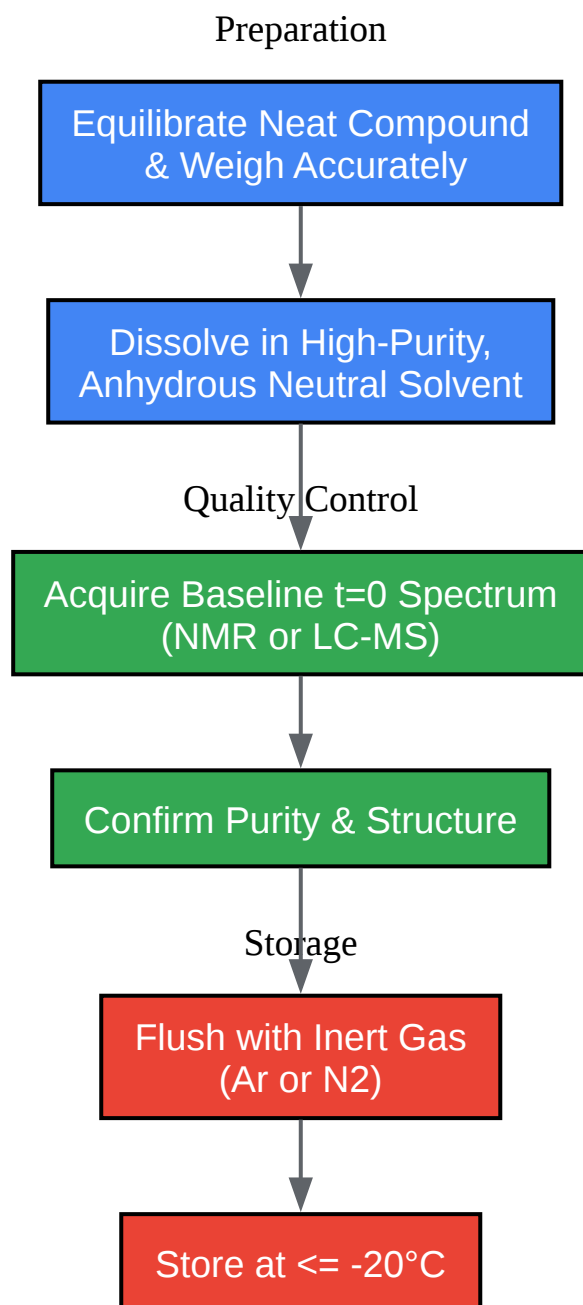 Preparation
Equilibrate Neat Compound
& Weigh Accurately
Dissolve in High-Purity,
Anhydrous Neutral Solvent
Quality Control
Acquire Baseline t=0 Spectrum
(NMR or LC-MS)
Confirm Purity & Structure
Storage
Flush with Inert Gas
(Ar or N2)
Store at <= -20°C